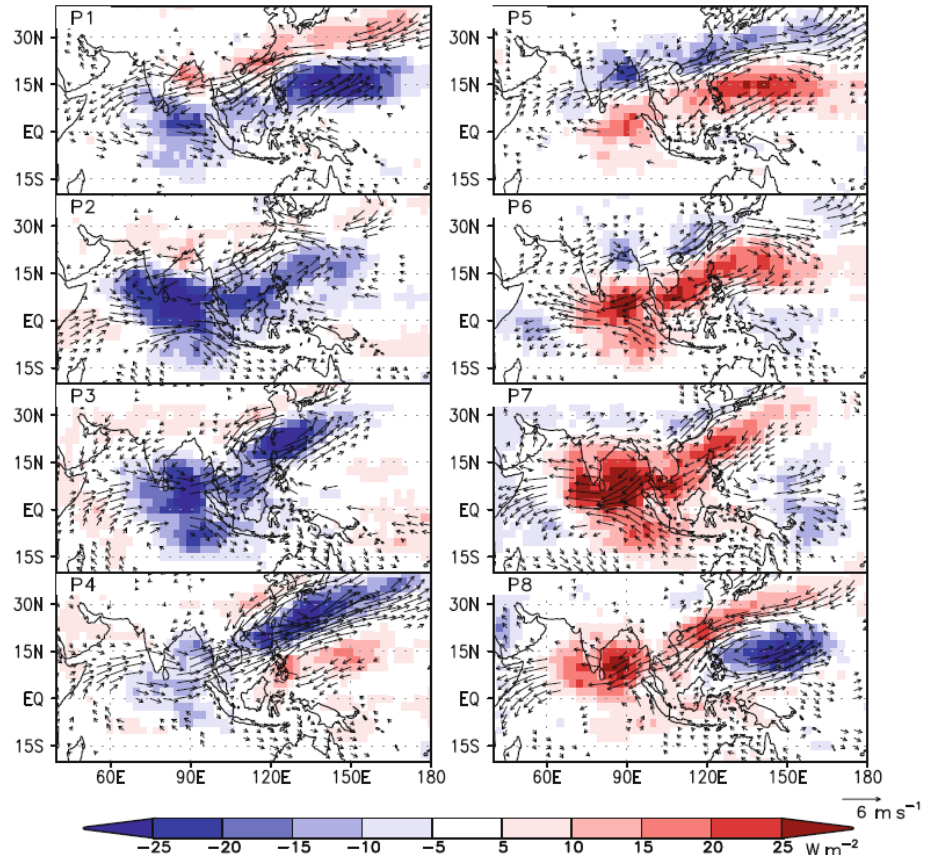 P1 P5
30N 30N
15N 15N
EQ EQ
15S 15S
P2 P6
30N 30N
15N 15N
EQ EQ
15S 15S
P3 P7
30N 30N
15N 15N
EQ EQ
15S 15S
P4 P8
30N 30N
15N 15N
EQ EQ
15S 15S
60E 90E 120E 150E 180 60E 90E 120E 150E 180
6 m s⁻¹
−25 −20 −15 −10 −5 5 10 15 20 25 W m⁻²